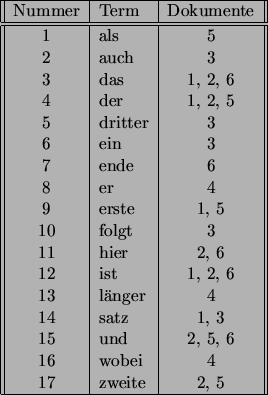 Nummer Term Dokumente
1 als 5
2 auch 3
3 das 1, 2, 6
4 der 1, 2, 5
5 dritter 3
6 ein 3
7 ende 6
8 er 4
9 erste 1, 5
10 folgt 3
11 hier 2, 6
12 ist 1, 2, 6
13 länger 4
14 satz 1, 3
15 und 2, 5, 6
16 wobei 4
17 zweite 2, 5